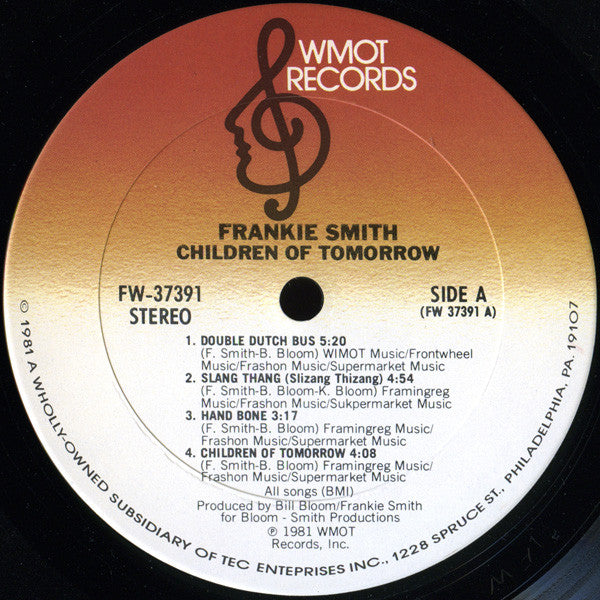 WMOT
RECORDS
FRANKIE SMITH
CHILDREN OF TOMORROW
FW-37391
STEREO
SIDE A
(FW 37391 A)
1. DOUBLE DUTCH BUS 5:20
(F. Smith-B. Bloom) WIMOT Music/Frontwheel
Music/Frashon Music/Supermarket Music
2. SLANG THANG (Slizang Thizang) 4:54
(F. Smith-B. Bloom-K. Bloom) Framingreg
Music/Frashon Music/Sukpermarket Music
3. HAND BONE 3:17
(F. Smith-B. Bloom) Framingreg Music/
Frashon Music/Supermarket Music
4. CHILDREN OF TOMORROW 4:08
(F. Smith-B. Bloom) Framingreg Music/
Frashon Music/Supermarket Music
All songs (BMI)
Produced by Bill Bloom/Frankie Smith
for Bloom - Smith Productions
℗ 1981 WMOT
Records, Inc.
© 1981 A WHOLLY-OWNED SUBSIDIARY OF TEC ENTEPRISES INC., 1228 SPRUCE ST., PHILADELPHIA, PA. 19107